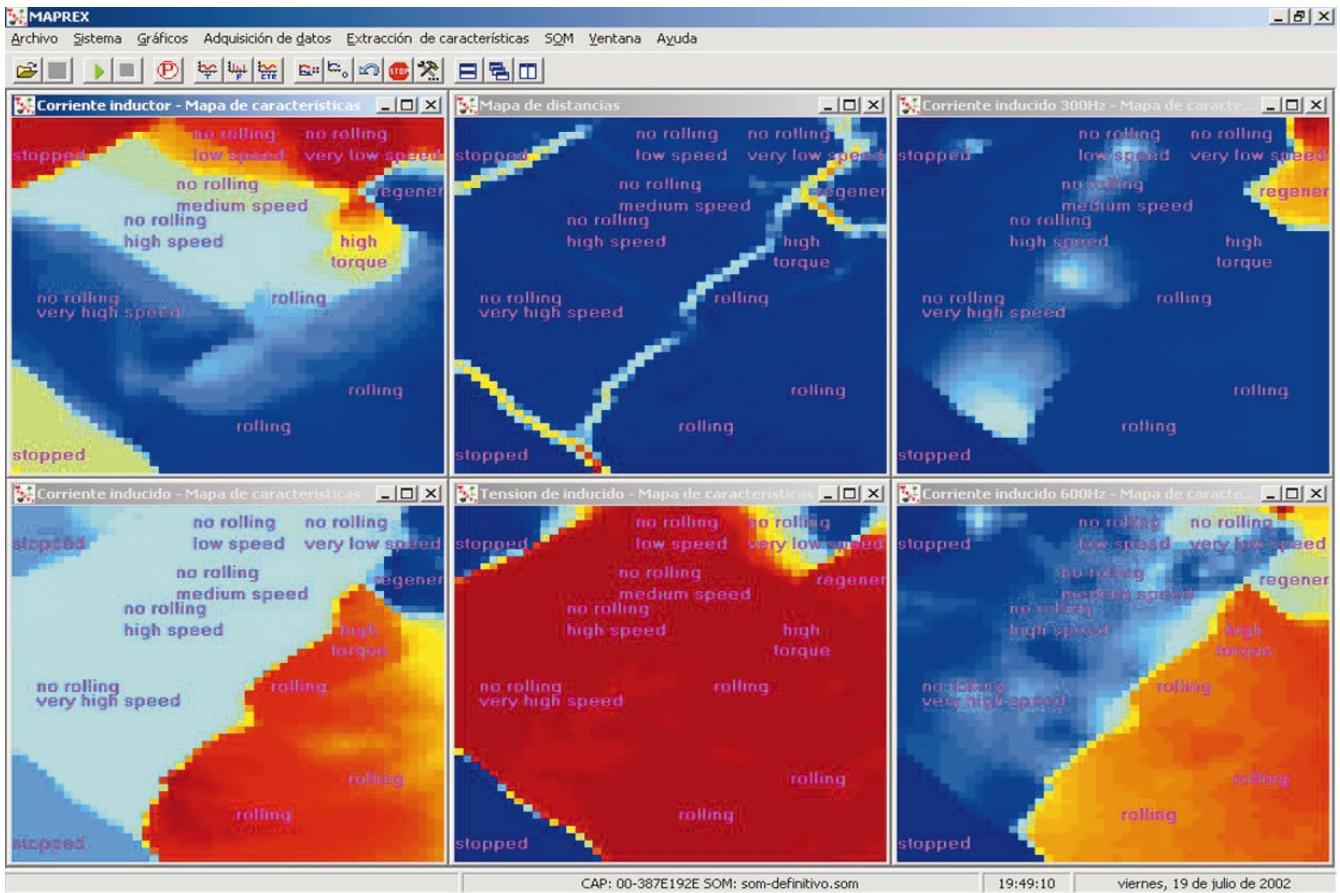 MAPREX
Archivo Sistema Gráficos Adquisición de datos Extracción de características SOM Ventana Ayuda
P T F CTR STOP
Corriente inductor - Mapa de características
no rolling no rolling
stopped low speed very low speed
no rolling regener
medium speed
no rolling
high speed high
torque
no rolling rolling
very high speed
rolling
rolling
stopped
Mapa de distancias
no rolling no rolling
stopped low speed very low speed
no rolling regener
medium speed
no rolling
high speed high
torque
no rolling rolling
very high speed
rolling
rolling
stopped
Corriente inducido 300Hz - Mapa de caracte...
no rolling no rolling
stopped low speed very low speed
no rolling regener
medium speed
no rolling
high speed high
torque
no rolling rolling
very high speed
rolling
rolling
stopped
Corriente inducido - Mapa de características
no rolling no rolling
stopped low speed very low speed
no rolling regener
medium speed
no rolling
high speed high
torque
no rolling rolling
very high speed
rolling
rolling
stopped
Tension de inducido - Mapa de características
no rolling no rolling
stopped low speed very low speed
no rolling regener
medium speed
no rolling
high speed high
torque
no rolling rolling
very high speed
rolling
rolling
stopped
Corriente inducido 600Hz - Mapa de caracte...
no rolling no rolling
stopped low speed very low speed
no rolling regener
medium speed
no rolling
high speed high
torque
no rolling rolling
very high speed
rolling
rolling
stopped
CAP: 00-387E192E SOM: som-definitivo.som 19:49:10 viernes, 19 de julio de 2002